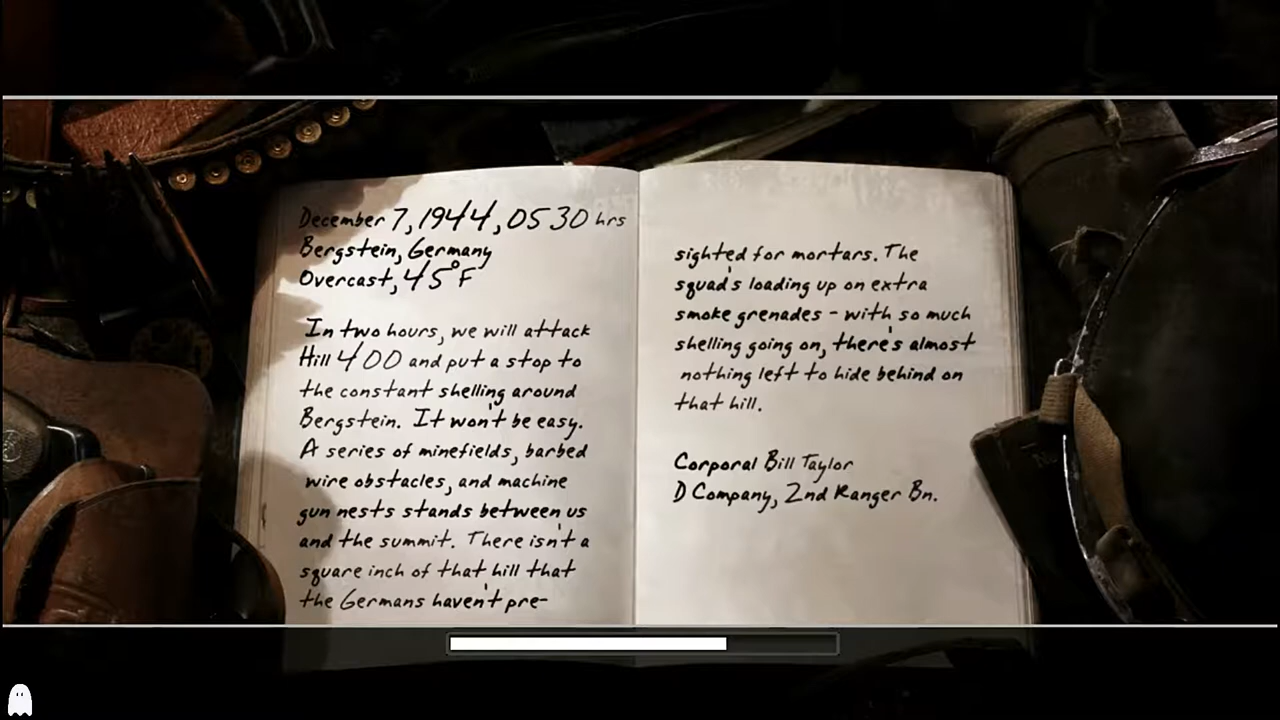 December 7, 1944, 0530 hrs
Bergstein, Germany
Overcast, 45°F
In two hours, we will attack
Hill 400 and put a stop to
the constant shelling around
Bergstein. It won't be easy.
A series of minefields, barbed
wire obstacles, and machine
gun nests stands between us
and the summit. There isn't a
square inch of that hill that
the Germans haven't pre-
sighted for mortars. The
squad's loading up on extra
smoke grenades - with so much
shelling going on, there's almost
nothing left to hide behind on
that hill.
Corporal Bill Taylor
D Company, 2nd Ranger Bn.